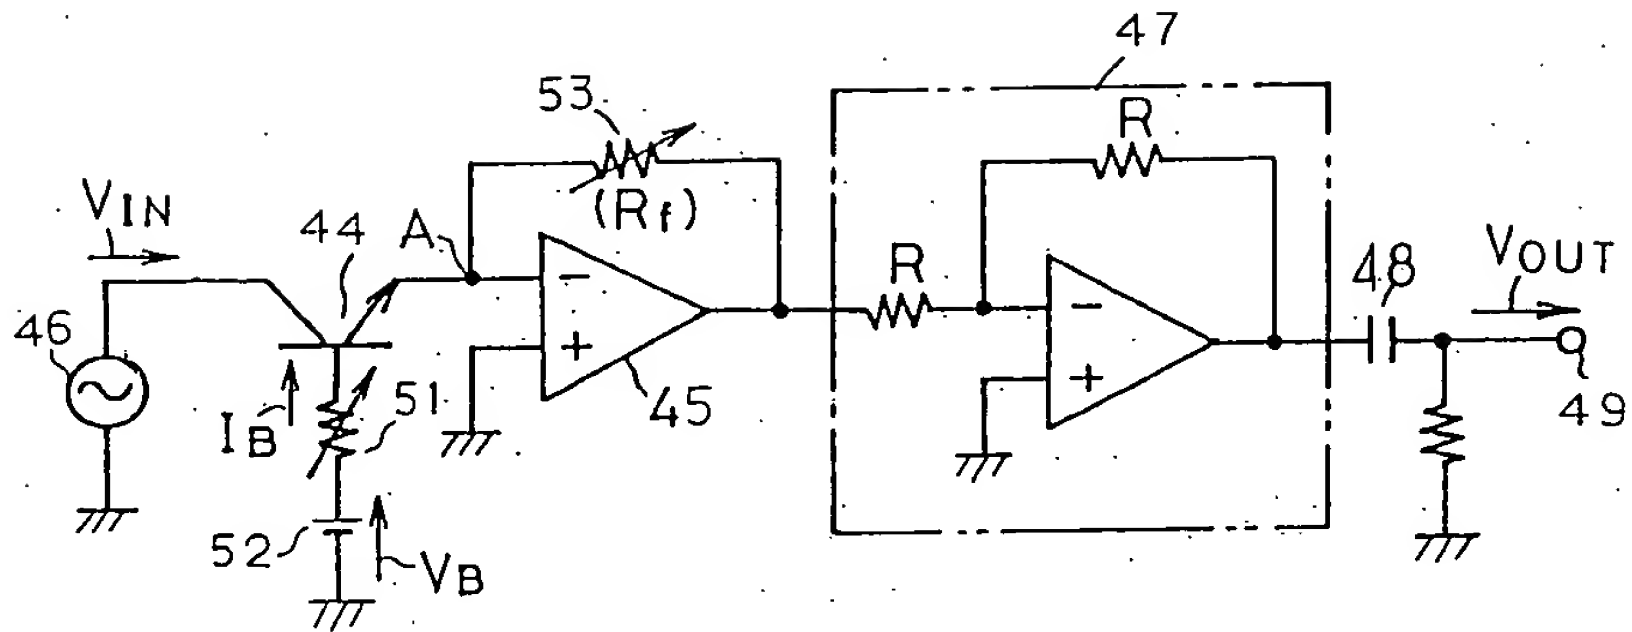 47
53
R
VIN
44
A
(Rf)
R
48
VOUT
46
−
−
+
51
45
+
49
IB
52
VB